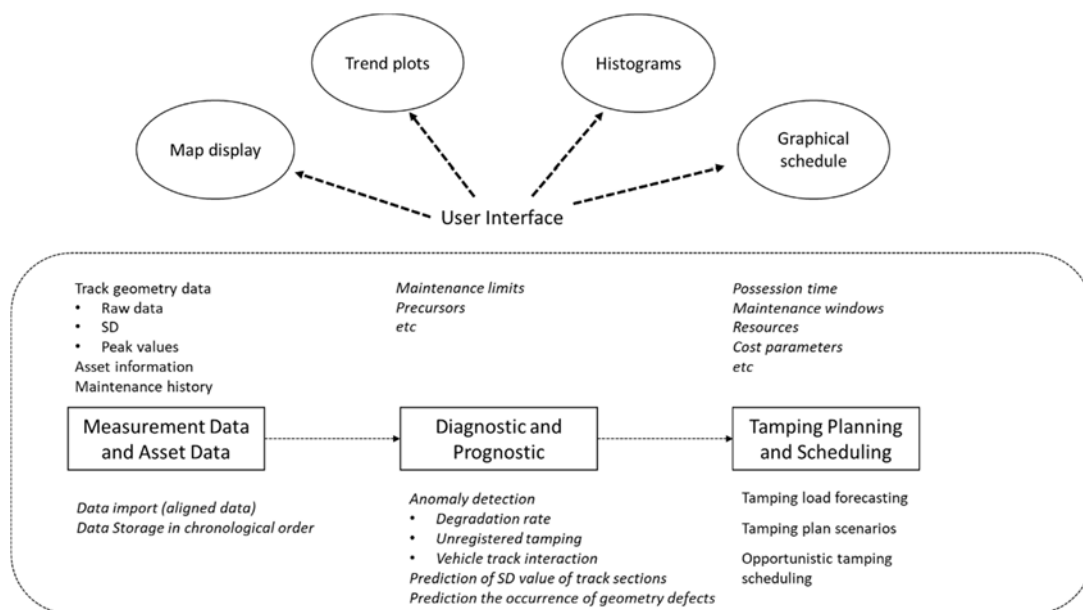 Trend plots
Histograms
Map display
Graphical
schedule
User Interface
Track geometry data
• Raw data
• SD
• Peak values
Asset information
Maintenance history
Maintenance limits
Precursors
etc
Possession time
Maintenance windows
Resources
Cost parameters
etc
Measurement Data
and Asset Data
Diagnostic and
Prognostic
Tamping Planning
and Scheduling
Data import (aligned data)
Data Storage in chronological order
Anomaly detection
• Degradation rate
• Unregistered tamping
• Vehicle track interaction
Prediction of SD value of track sections
Prediction the occurrence of geometry defects
Tamping load forecasting
Tamping plan scenarios
Opportunistic tamping
scheduling